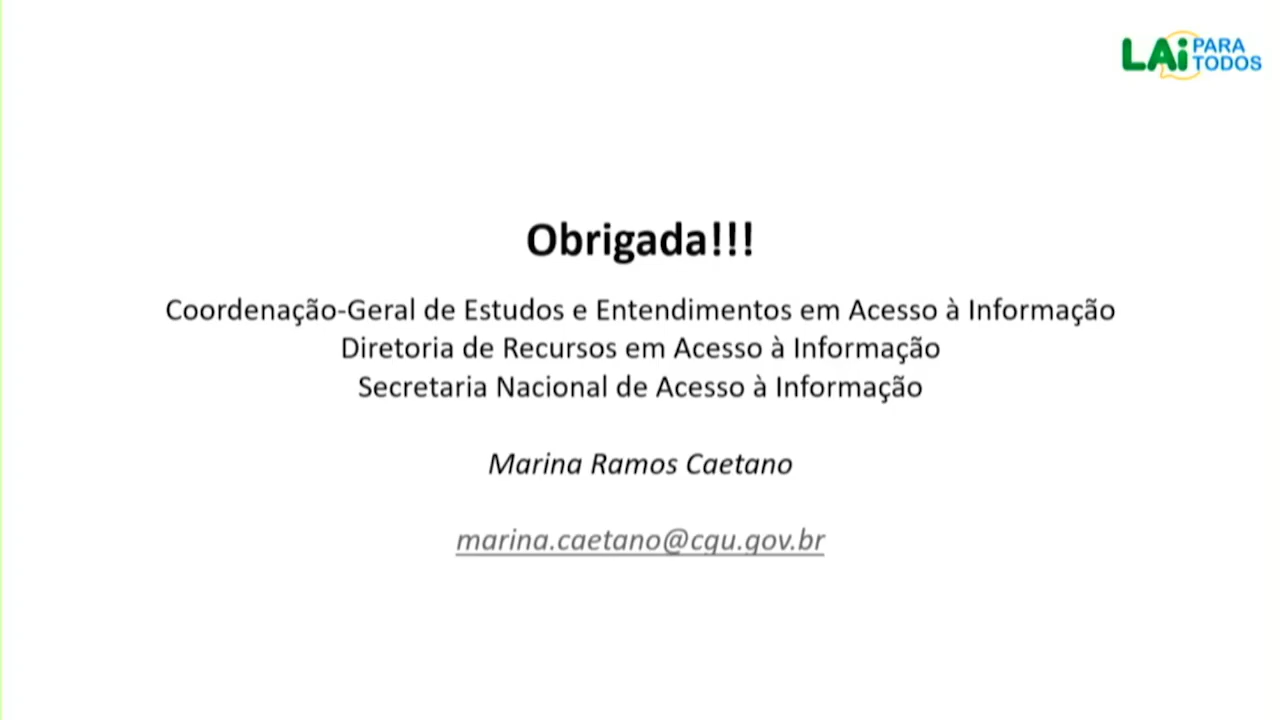 LAi PARA
TODOS
Obrigada!!!
Coordenação-Geral de Estudos e Entendimentos em Acesso à Informação
Diretoria de Recursos em Acesso à Informação
Secretaria Nacional de Acesso à Informação
Marina Ramos Caetano
marina.caetano@cgu.gov.br